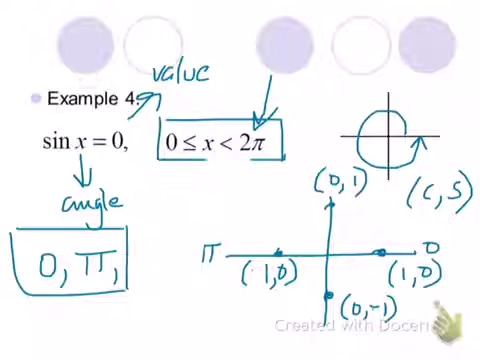 value
Example 4:
sin x = 0, 0 ≤ x < 2π
angle
(C, S)
0, π,
(0, 1)
π 0
(-1,0) (1,0)
(0,-1)
Created with Docer